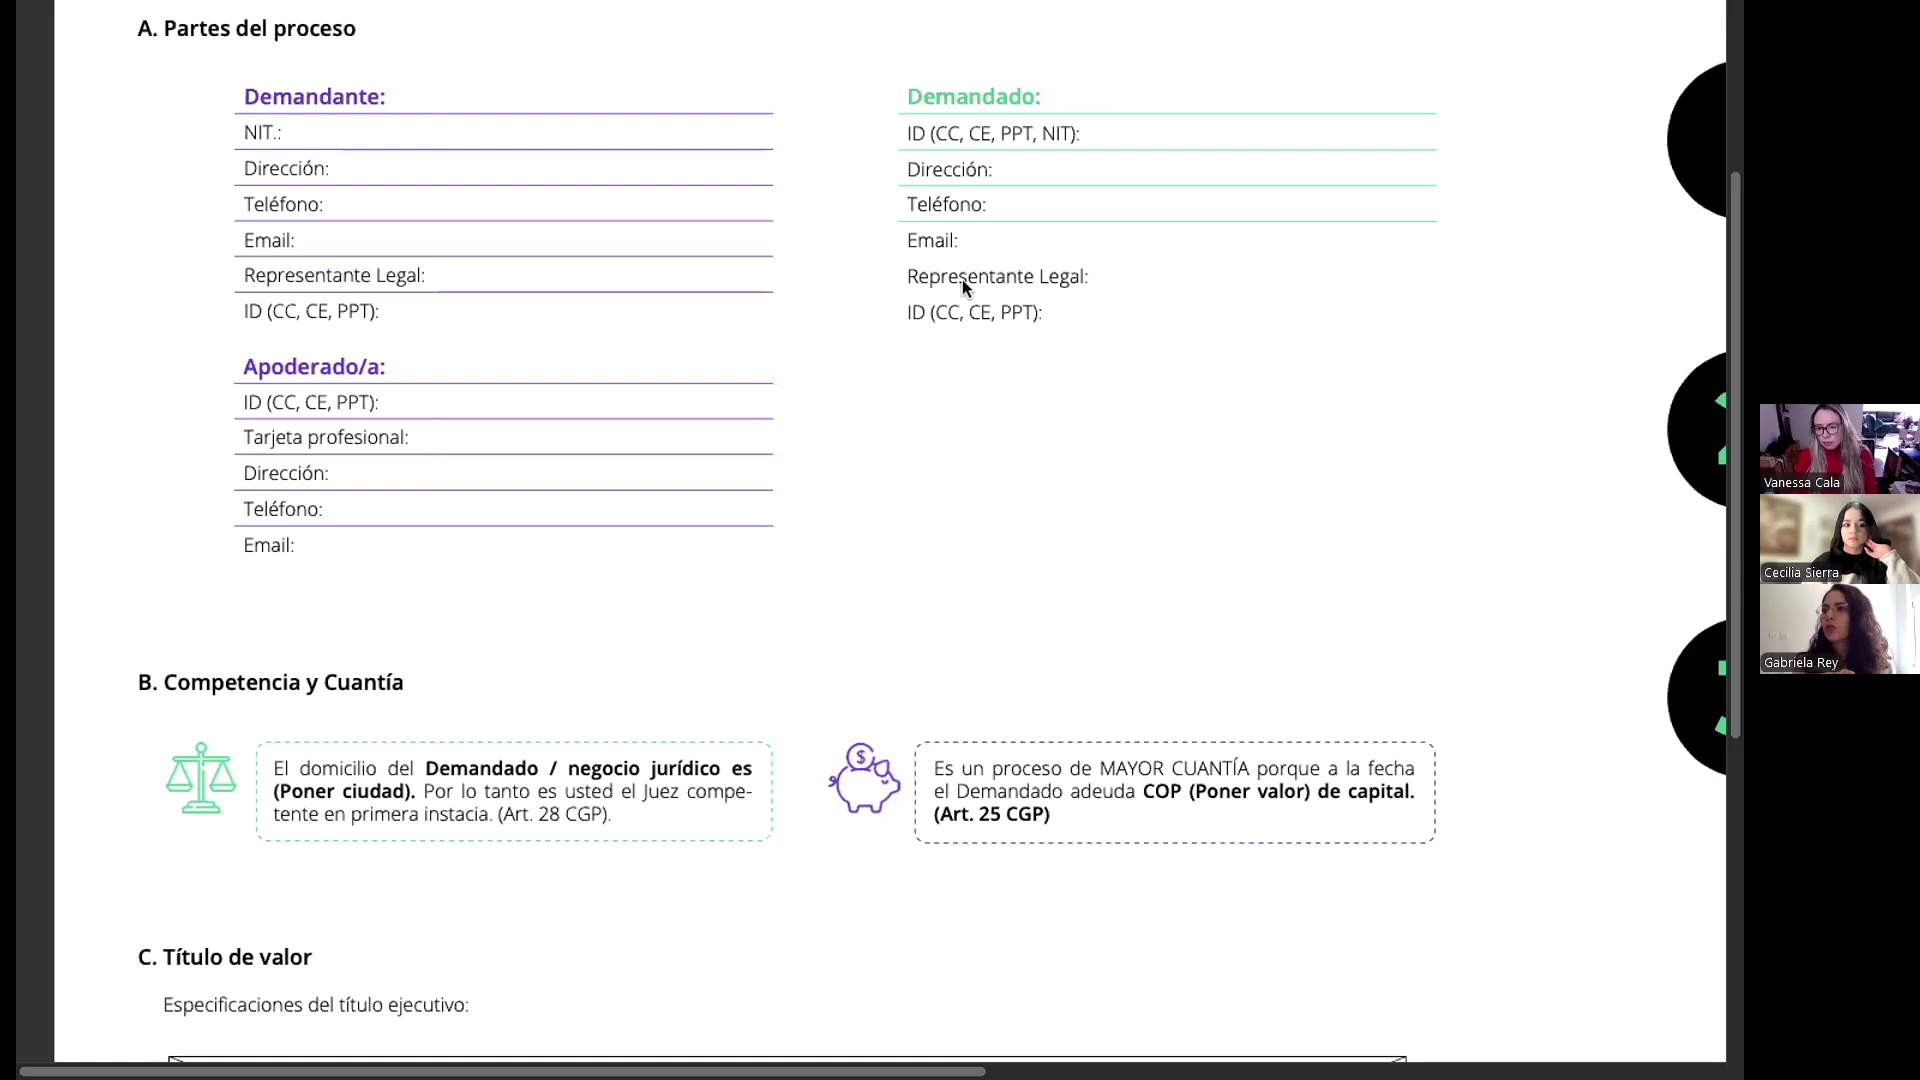 A. Partes del proceso
Demandante:
NIT.:
Dirección:
Teléfono:
Email:
Representante Legal:
ID (CC, CE, PPT):
Demandado:
ID (CC, CE, PPT, NIT):
Dirección:
Teléfono:
Email:
Representante Legal:
ID (CC, CE, PPT):
Apoderado/a:
ID (CC, CE, PPT):
Tarjeta profesional:
Dirección:
Teléfono:
Email:
B. Competencia y Cuantía
El domicilio del Demandado / negocio jurídico es
(Poner ciudad). Por lo tanto es usted el Juez compe-
tente en primera instacia. (Art. 28 CGP).
$
Es un proceso de MAYOR CUANTÍA porque a la fecha
el Demandado adeuda COP (Poner valor) de capital.
(Art. 25 CGP)
C. Título de valor
Especificaciones del título ejecutivo:
Vanessa Cala
Cecilia Sierra
Gabriela Rey